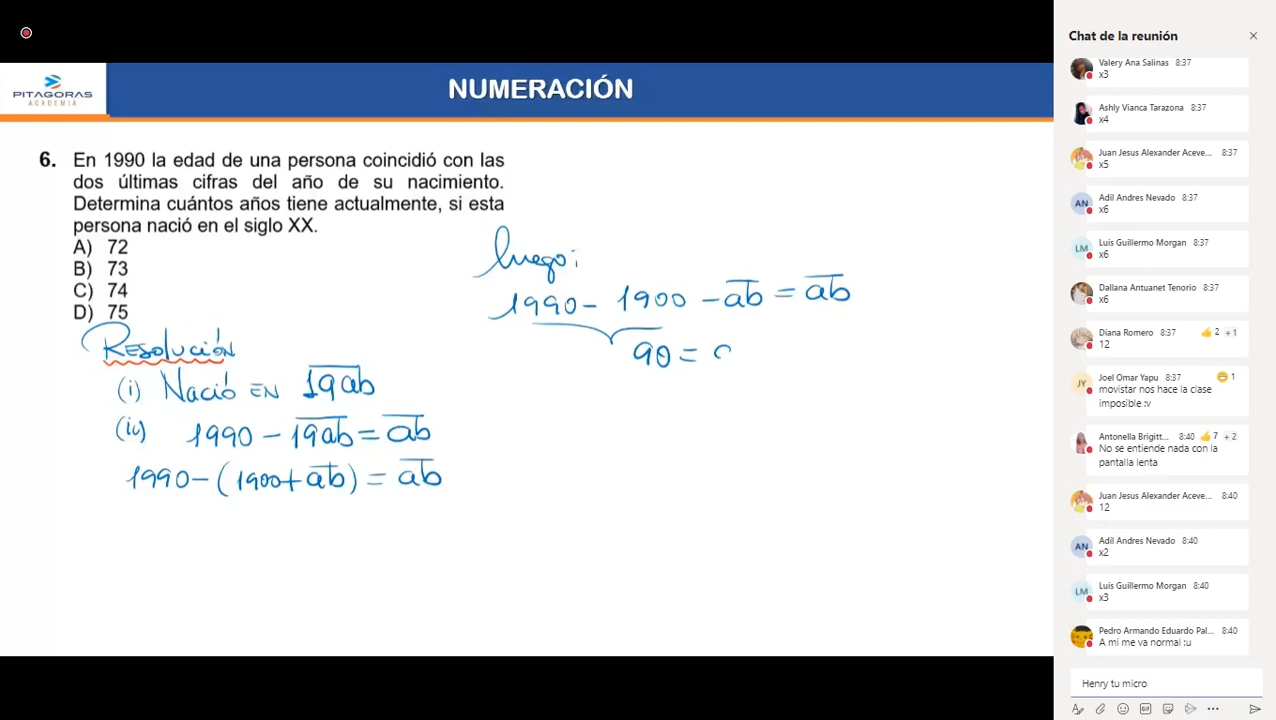 PITAGORAS
ACADEMIA
NUMERACIÓN
6. En 1990 la edad de una persona coincidió con las
dos últimas cifras del año de su nacimiento.
Determina cuántos años tiene actualmente, si esta
persona nació en el siglo XX.
A) 72
B) 73
C) 74
D) 75
Resolución
(i) Nació EN 19ab
(ii) 1990 - 19ab = ab
1990 - (1900 + ab) = ab
luego:
1990 - 1900 - ab = ab
90 =
Chat de la reunión
Valery Ana Salinas 8:37
x3
Ashly Vianca Tarazona 8:37
x4
Juan Jesus Alexander Aceve... 8:37
x5
AN Adil Andres Nevado 8:37
x6
LM Luis Guillermo Morgan 8:37
x6
Dallana Antuanet Tenorio 8:37
x6
Diana Romero 8:37 2 +1
12
JY Joel Omar Yapu 8:37 1
movistar nos hace la clase
imposible :v
Antonella Brigitt... 8:40 7 +2
No se entiende nada con la
pantalla lenta
Juan Jesus Alexander Aceve... 8:40
12
AN Adil Andres Nevado 8:40
x2
LM Luis Guillermo Morgan 8:40
x3
Pedro Armando Eduardo Pal... 8:40
A mi me va normal :u
Henry tu micro